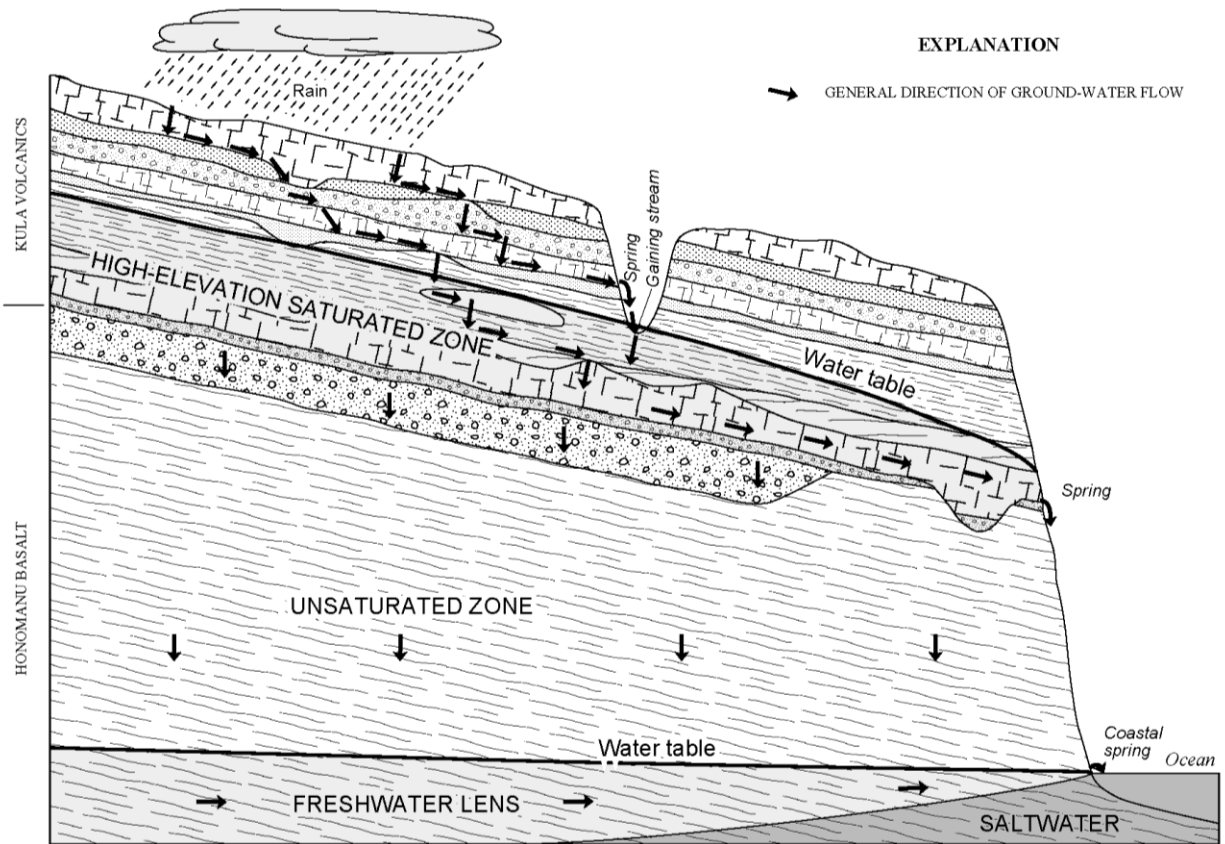 EXPLANATION
GENERAL DIRECTION OF GROUND-WATER FLOW
Rain
KULA VOLCANICS
Spring
Gaining stream
HIGH-ELEVATION SATURATED ZONE
Water table
Spring
HONOMANU BASALT
UNSATURATED ZONE
Coastal
spring
Ocean
Water table
FRESHWATER LENS
SALTWATER